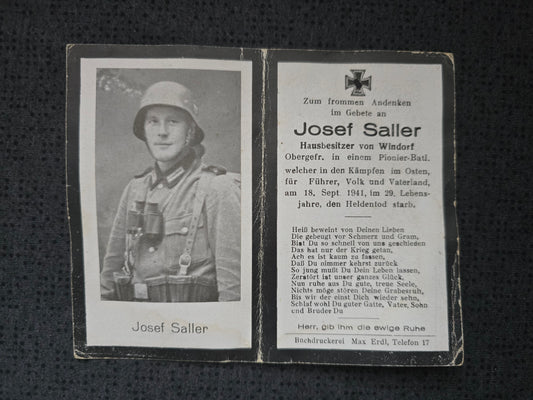 Josef Saller
Zum frommen Andenken
im Gebete an
Josef Saller
Hausbesitzer von Windorf
Obergefr. in einem Pionier-Batl.
welcher in den Kämpfen im Osten,
für Führer, Volk und Vaterland,
am 18. Sept. 1941, im 29. Lebens-
jahre, den Heldentod starb.
Heiß beweint von Deinen Lieben
Die gebeugt vor Schmerz und Gram,
Bist Du so schnell von uns geschieden
Das hat nur der Krieg getan,
Ach es ist kaum zu fassen,
Daß Du nimmer kehrst zurück
So jung mußt Du Dein Leben lassen,
Zerstört ist unser ganzes Glück,
Nun ruhe aus Du gute, treue Seele,
Nichts möge stören Deine Grabesruh,
Bis wir der einst Dich wieder sehn,
Schlaf wohl Du guter Gatte, Vater, Sohn
und Bruder Du
Herr, gib ihm die ewige Ruhe
Buchdruckerei Max Erdl, Telefon 17